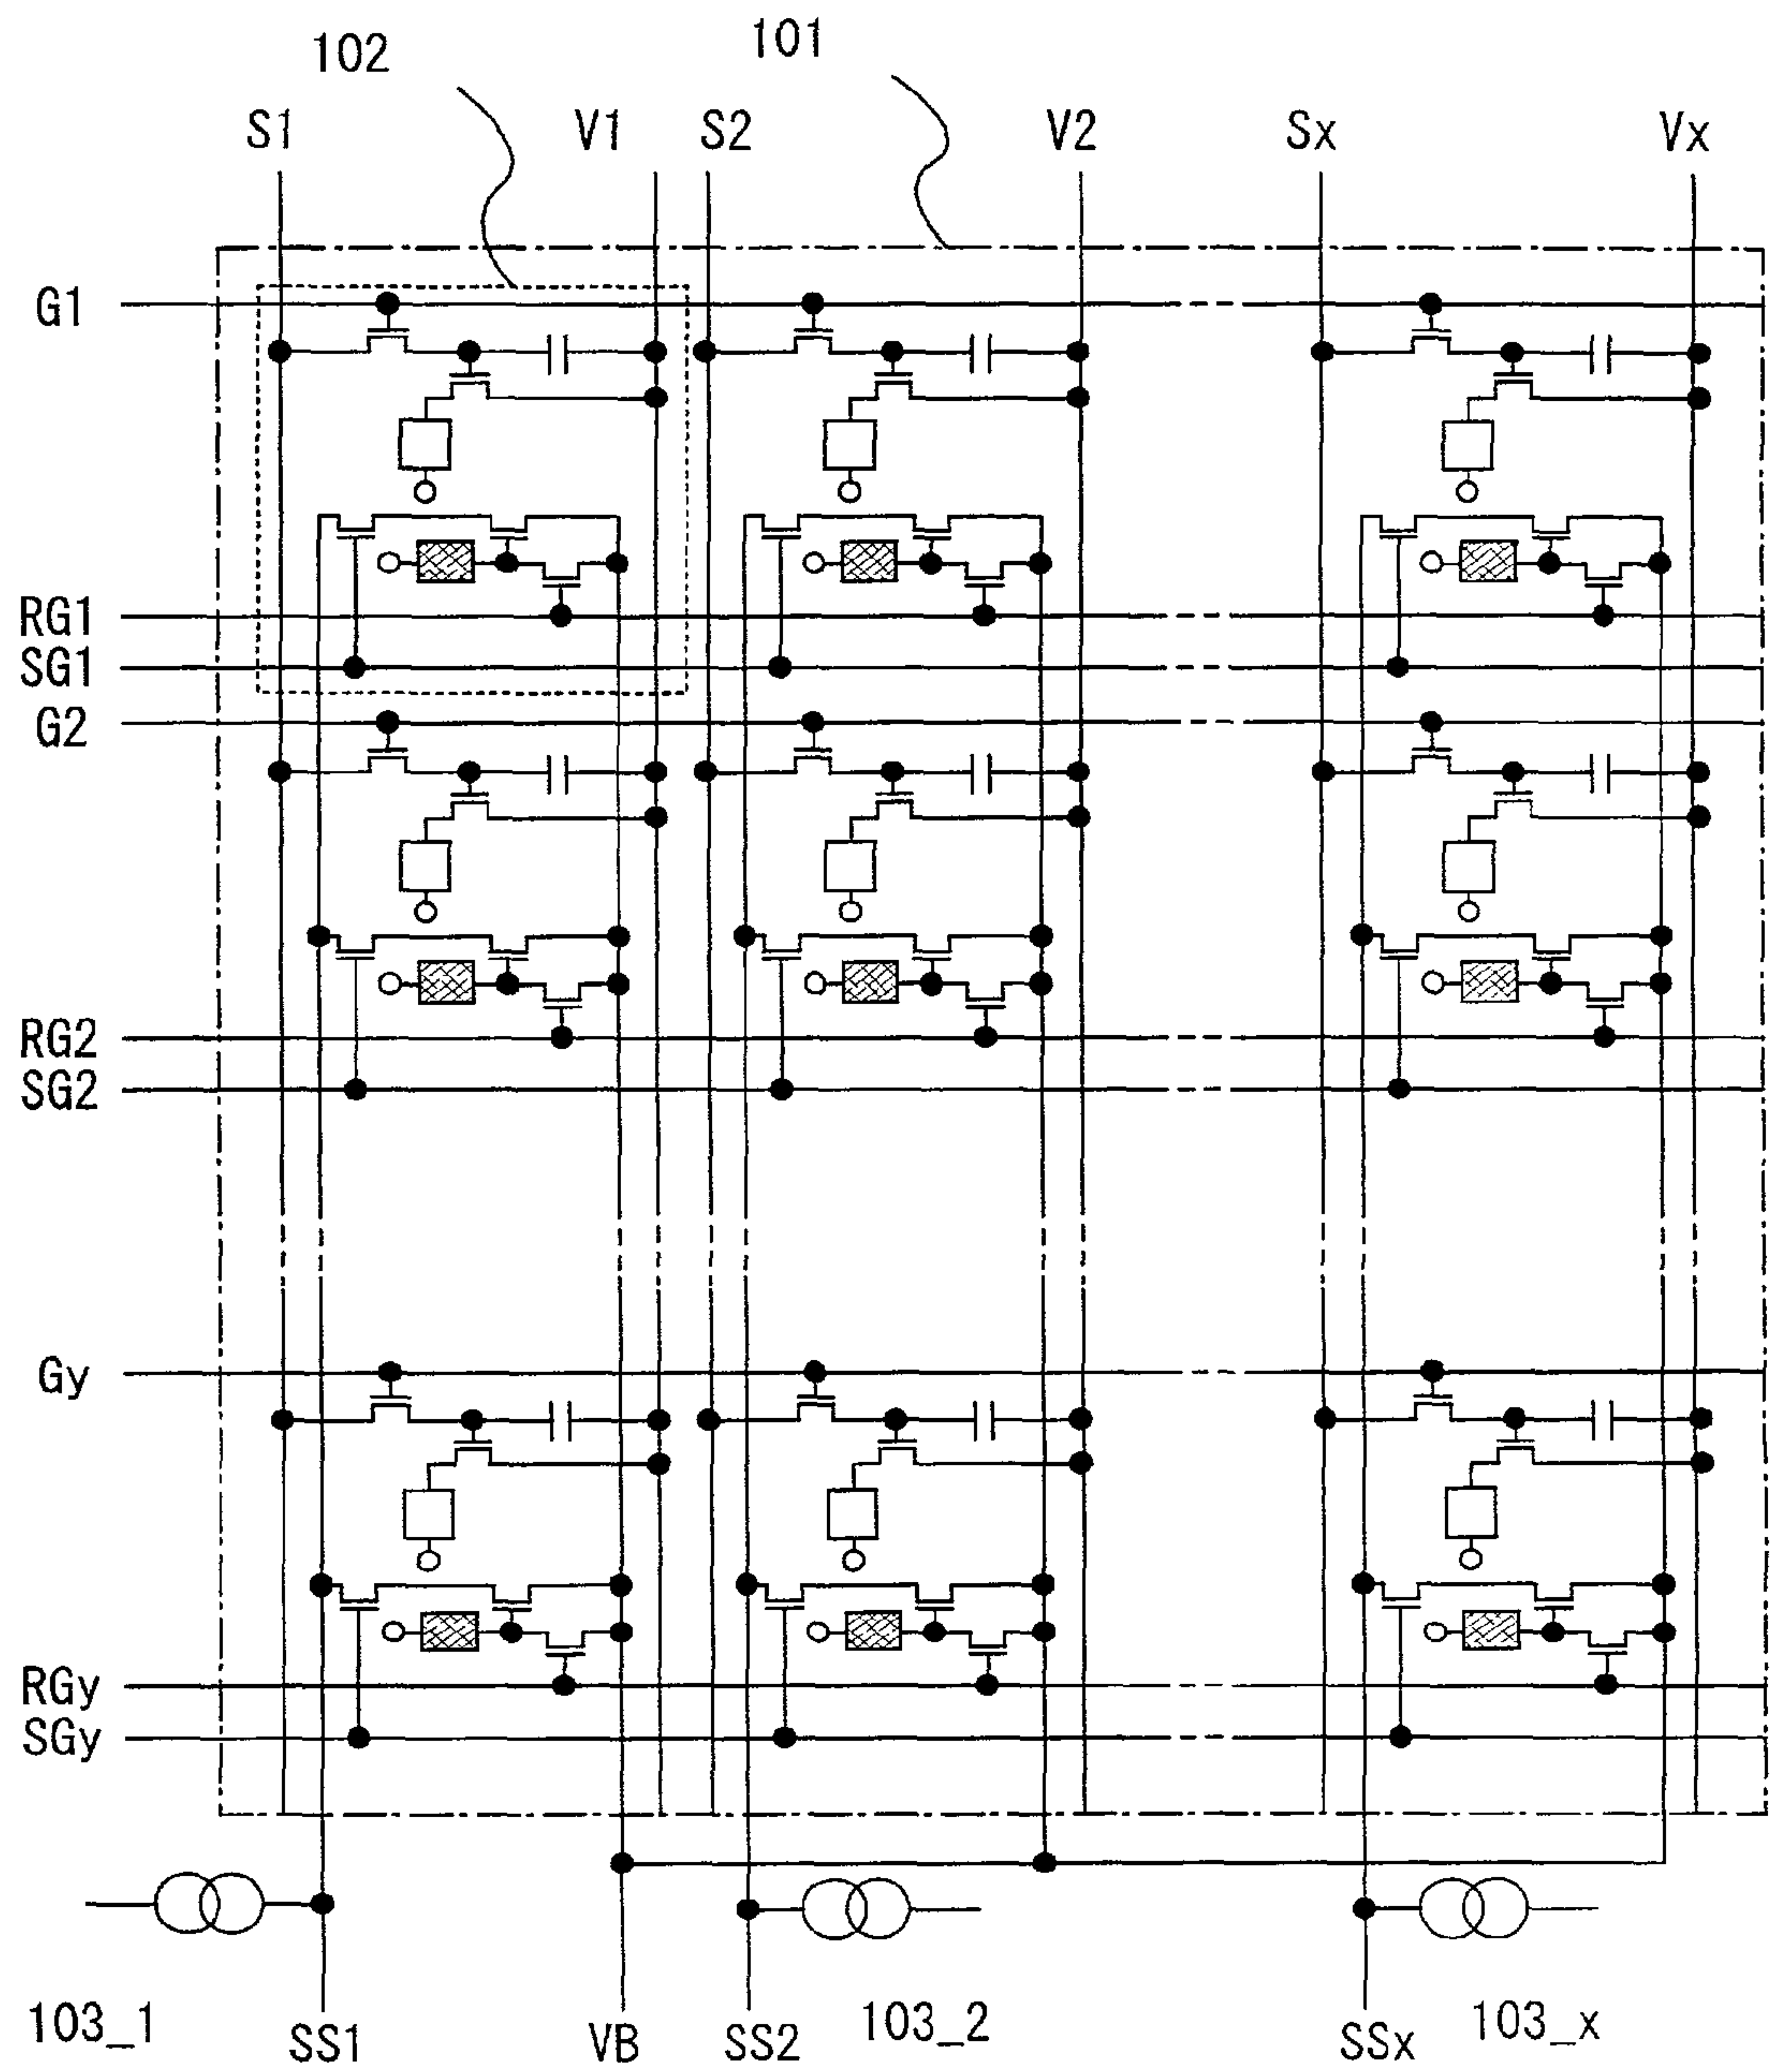 102 101
S1 V1 S2 V2 Sx Vx
G1
RG1
SG1
G2
RG2
SG2
Gy
RGy
SGy
103_1 SS1 VB SS2 103_2 SSx 103_x